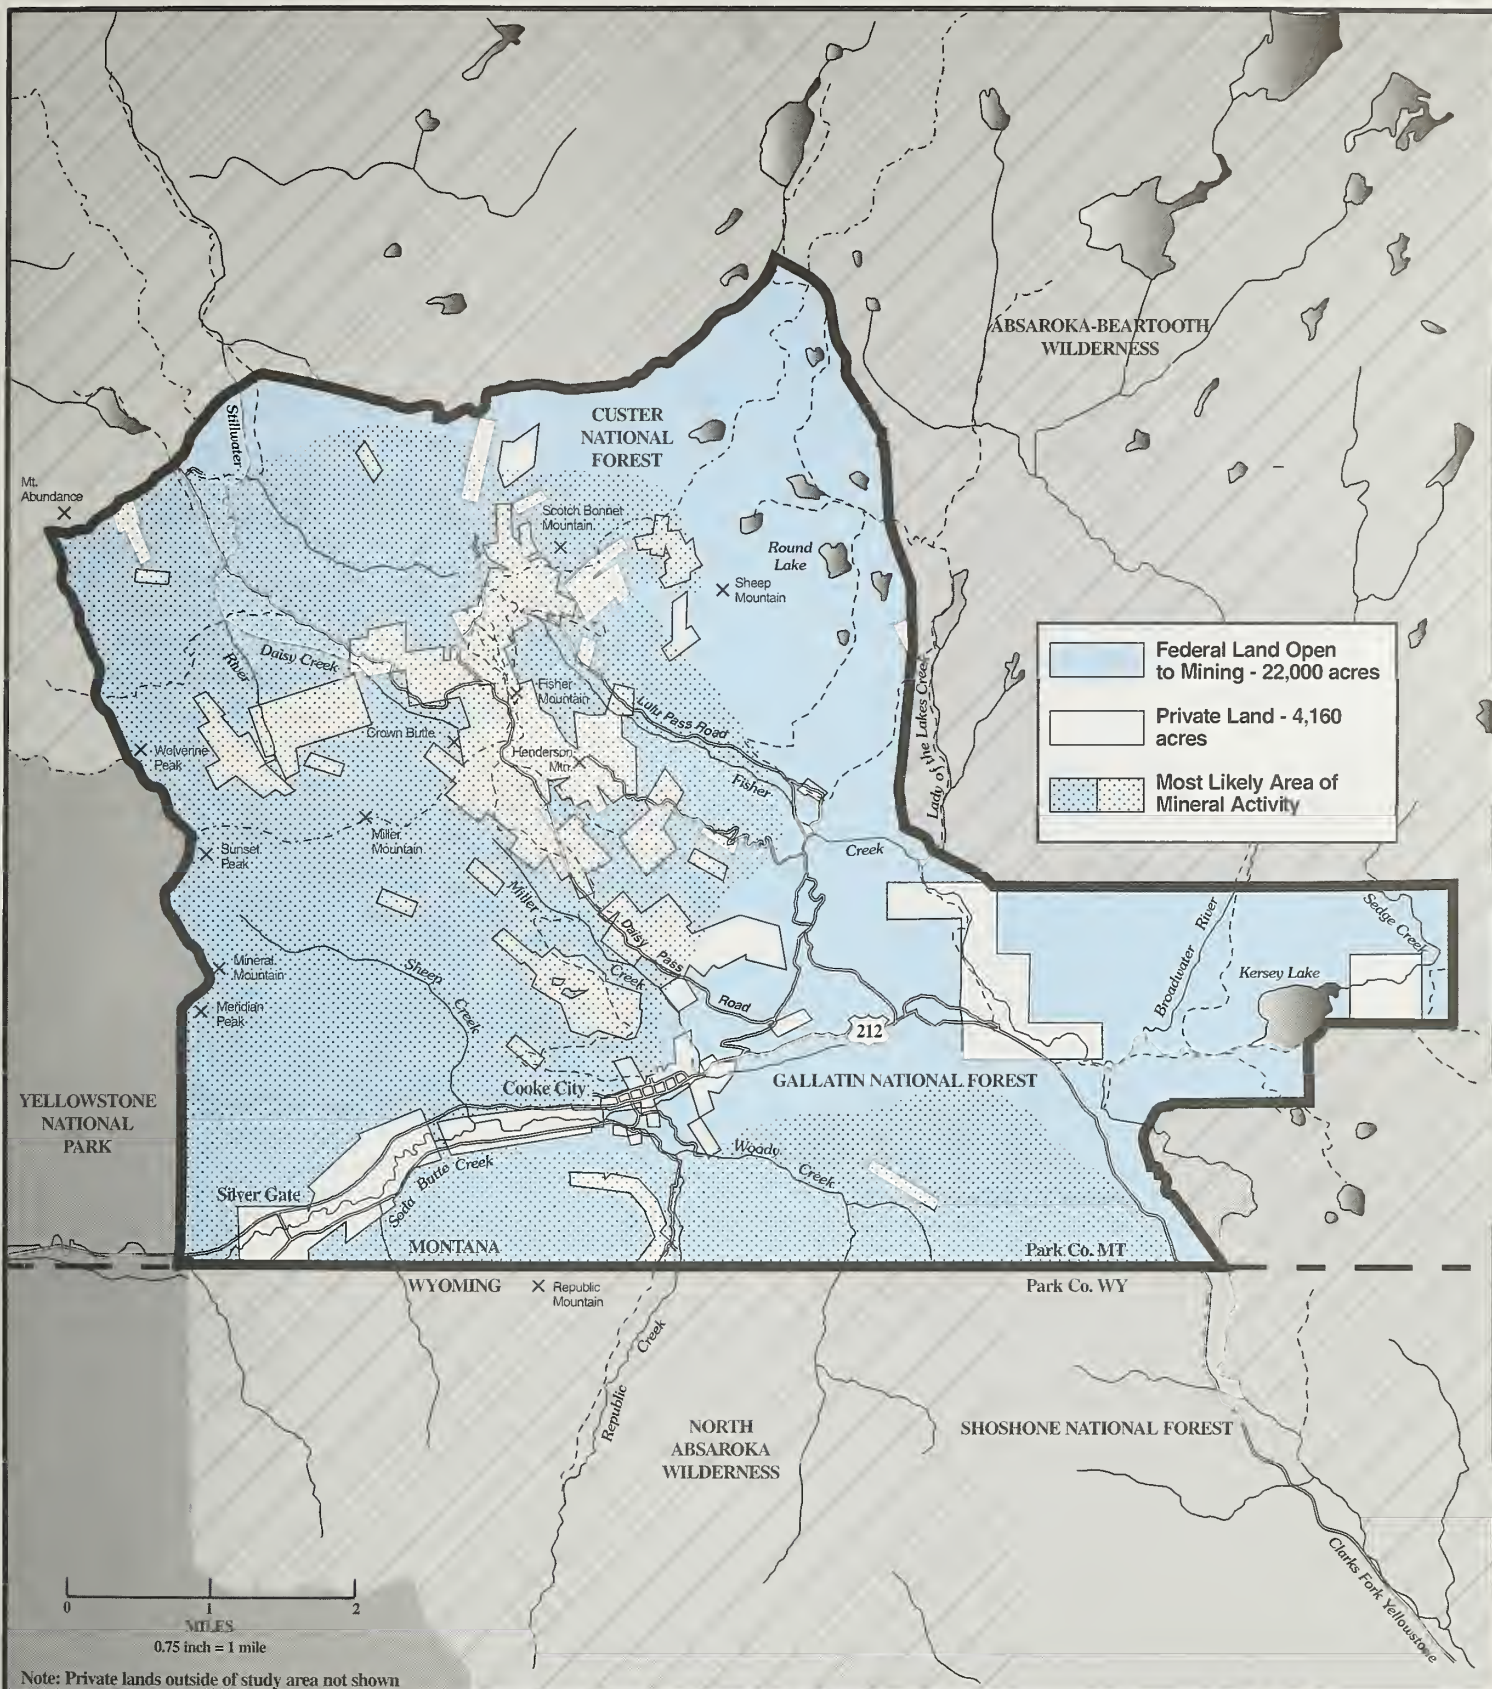 ABSAROKA-BEARTOOTH
WILDERNESS
CUSTER
NATIONAL
FOREST
Stillwater
Mt.
Abundance
Scotch Bonnet
Mountain
Round
Lake
Sheep
Mountain
Federal Land Open
to Mining - 22,000 acres
Private Land - 4,160
acres
Most Likely Area of
Mineral Activity
Daisy Creek
River
Fisher
Mountain
Lulu Pass Road
Lady of the Lakes Creek
Crown Butte
Wolverine
Peak
Henderson
Mtn.
Fisher
Miller
Mountain
Sunset
Peak
Creek
Miller
Daisy
Pass
Sedge Creek
Broadwater River
Mineral
Mountain
Sheep
Creek
Creek
Kersey Lake
Meridian
Peak
Road
212
Cooke City
GALLATIN NATIONAL FOREST
YELLOWSTONE
NATIONAL
PARK
Woody
Creek
Soda Butte Creek
Silver Gate
MONTANA
Park Co. MT
WYOMING
Republic
Mountain
Park Co. WY
Republic
Creek
NORTH
ABSAROKA
WILDERNESS
SHOSHONE NATIONAL FOREST
Clarks Fork Yellowstone
0 1 2
MILES
0.75 inch = 1 mile
Note: Private lands outside of study area not shown